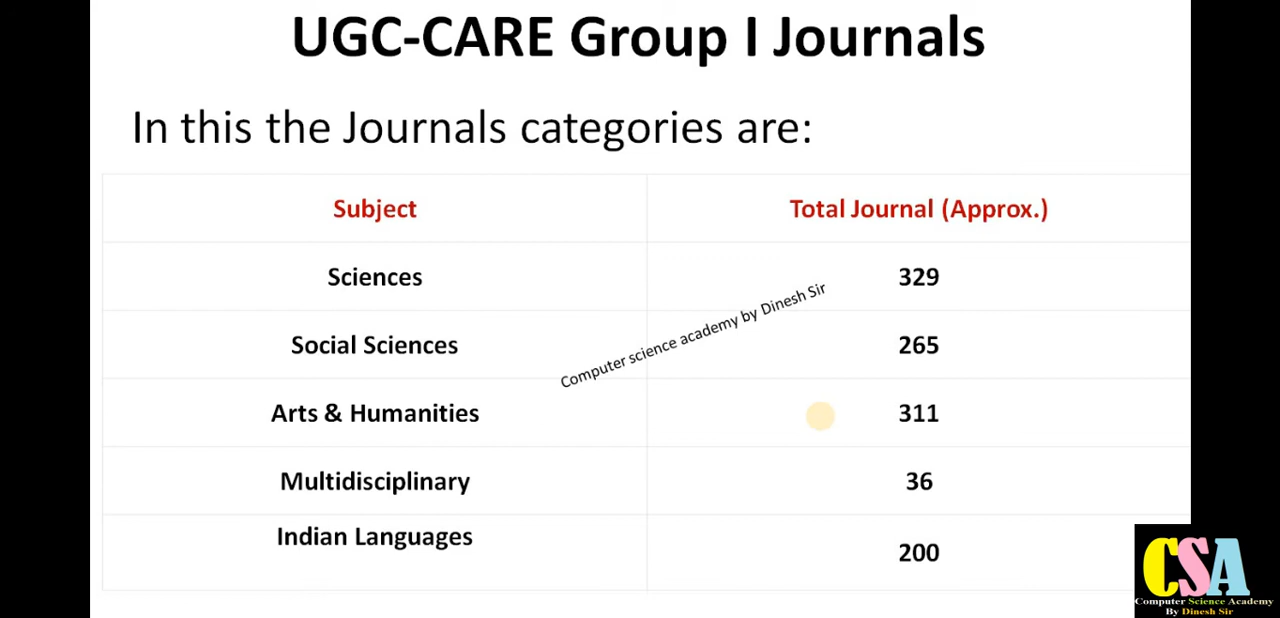 UGC-CARE Group I Journals
In this the Journals categories are:
Subject Total Journal (Approx.)
Sciences 329
Social Sciences 265
Arts & Humanities 311
Multidisciplinary 36
Indian Languages 200
Computer science academy by Dinesh Sir
CSA
Computer Science Academy
By Dinesh Sir